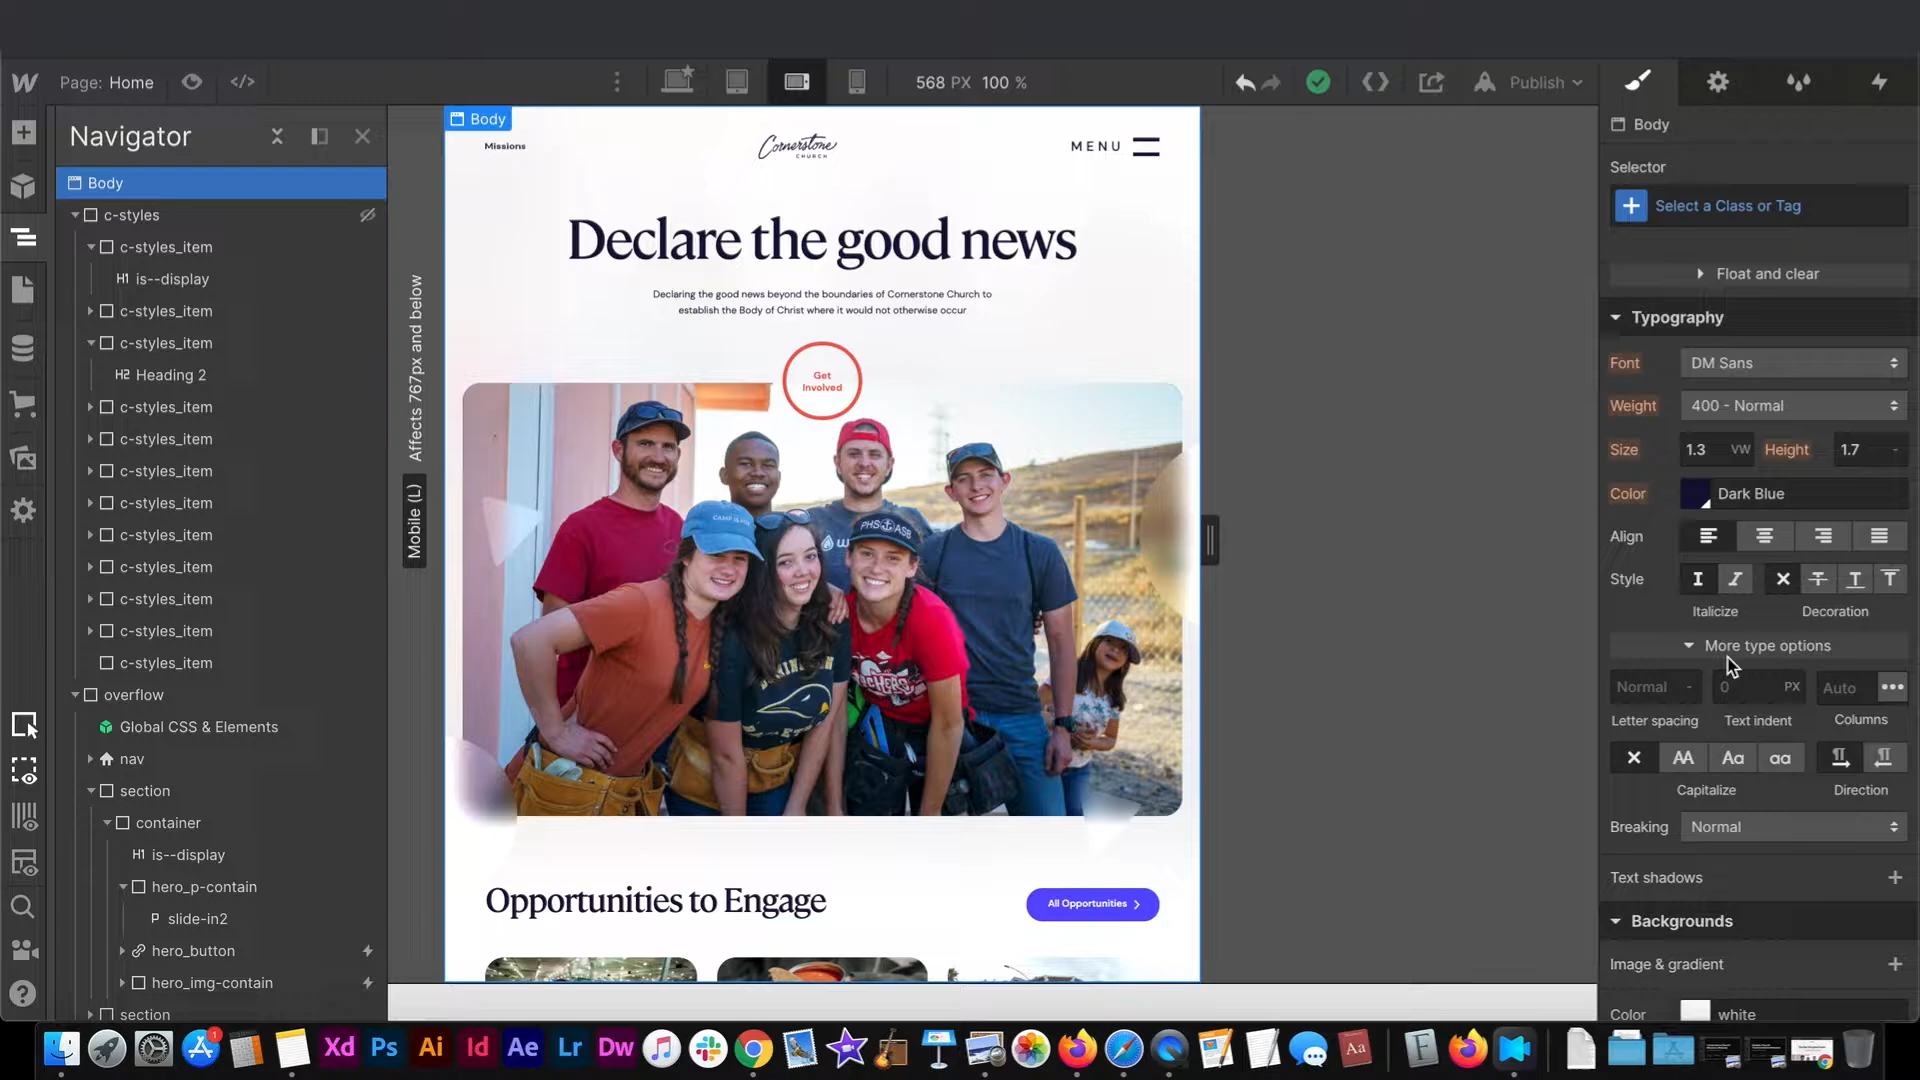 Page: Home
568 PX 100 %
Publish
Navigator
Body
c-styles
c-styles_item
H1 is--display
c-styles_item
c-styles_item
H2 Heading 2
c-styles_item
c-styles_item
c-styles_item
c-styles_item
c-styles_item
c-styles_item
c-styles_item
c-styles_item
c-styles_item
overflow
Global CSS & Elements
nav
section
container
H1 is--display
hero_p-contain
P slide-in2
hero_button
hero_img-contain
section
Affects 767px and below
Mobile (L)
Body
Missions
Cornerstone
CHURCH
MENU
Declare the good news
Declaring the good news beyond the boundaries of Cornerstone Church to
establish the Body of Christ where it would not otherwise occur
Get
Involved
PHS ASB
Opportunities to Engage
All Opportunities
Body
Selector
Select a Class or Tag
Float and clear
Typography
Font DM Sans
Weight 400 - Normal
Size 1.3 VW Height 1.7 -
Color Dark Blue
Align
Style
Italicize Decoration
More type options
Normal - 0 PX Auto
Letter spacing Text indent Columns
AA Aa aa
Capitalize Direction
Breaking Normal
Text shadows
Backgrounds
Image & gradient
Color white
1
Xd Ps Ai Id Ae Lr Dw
Aa
F